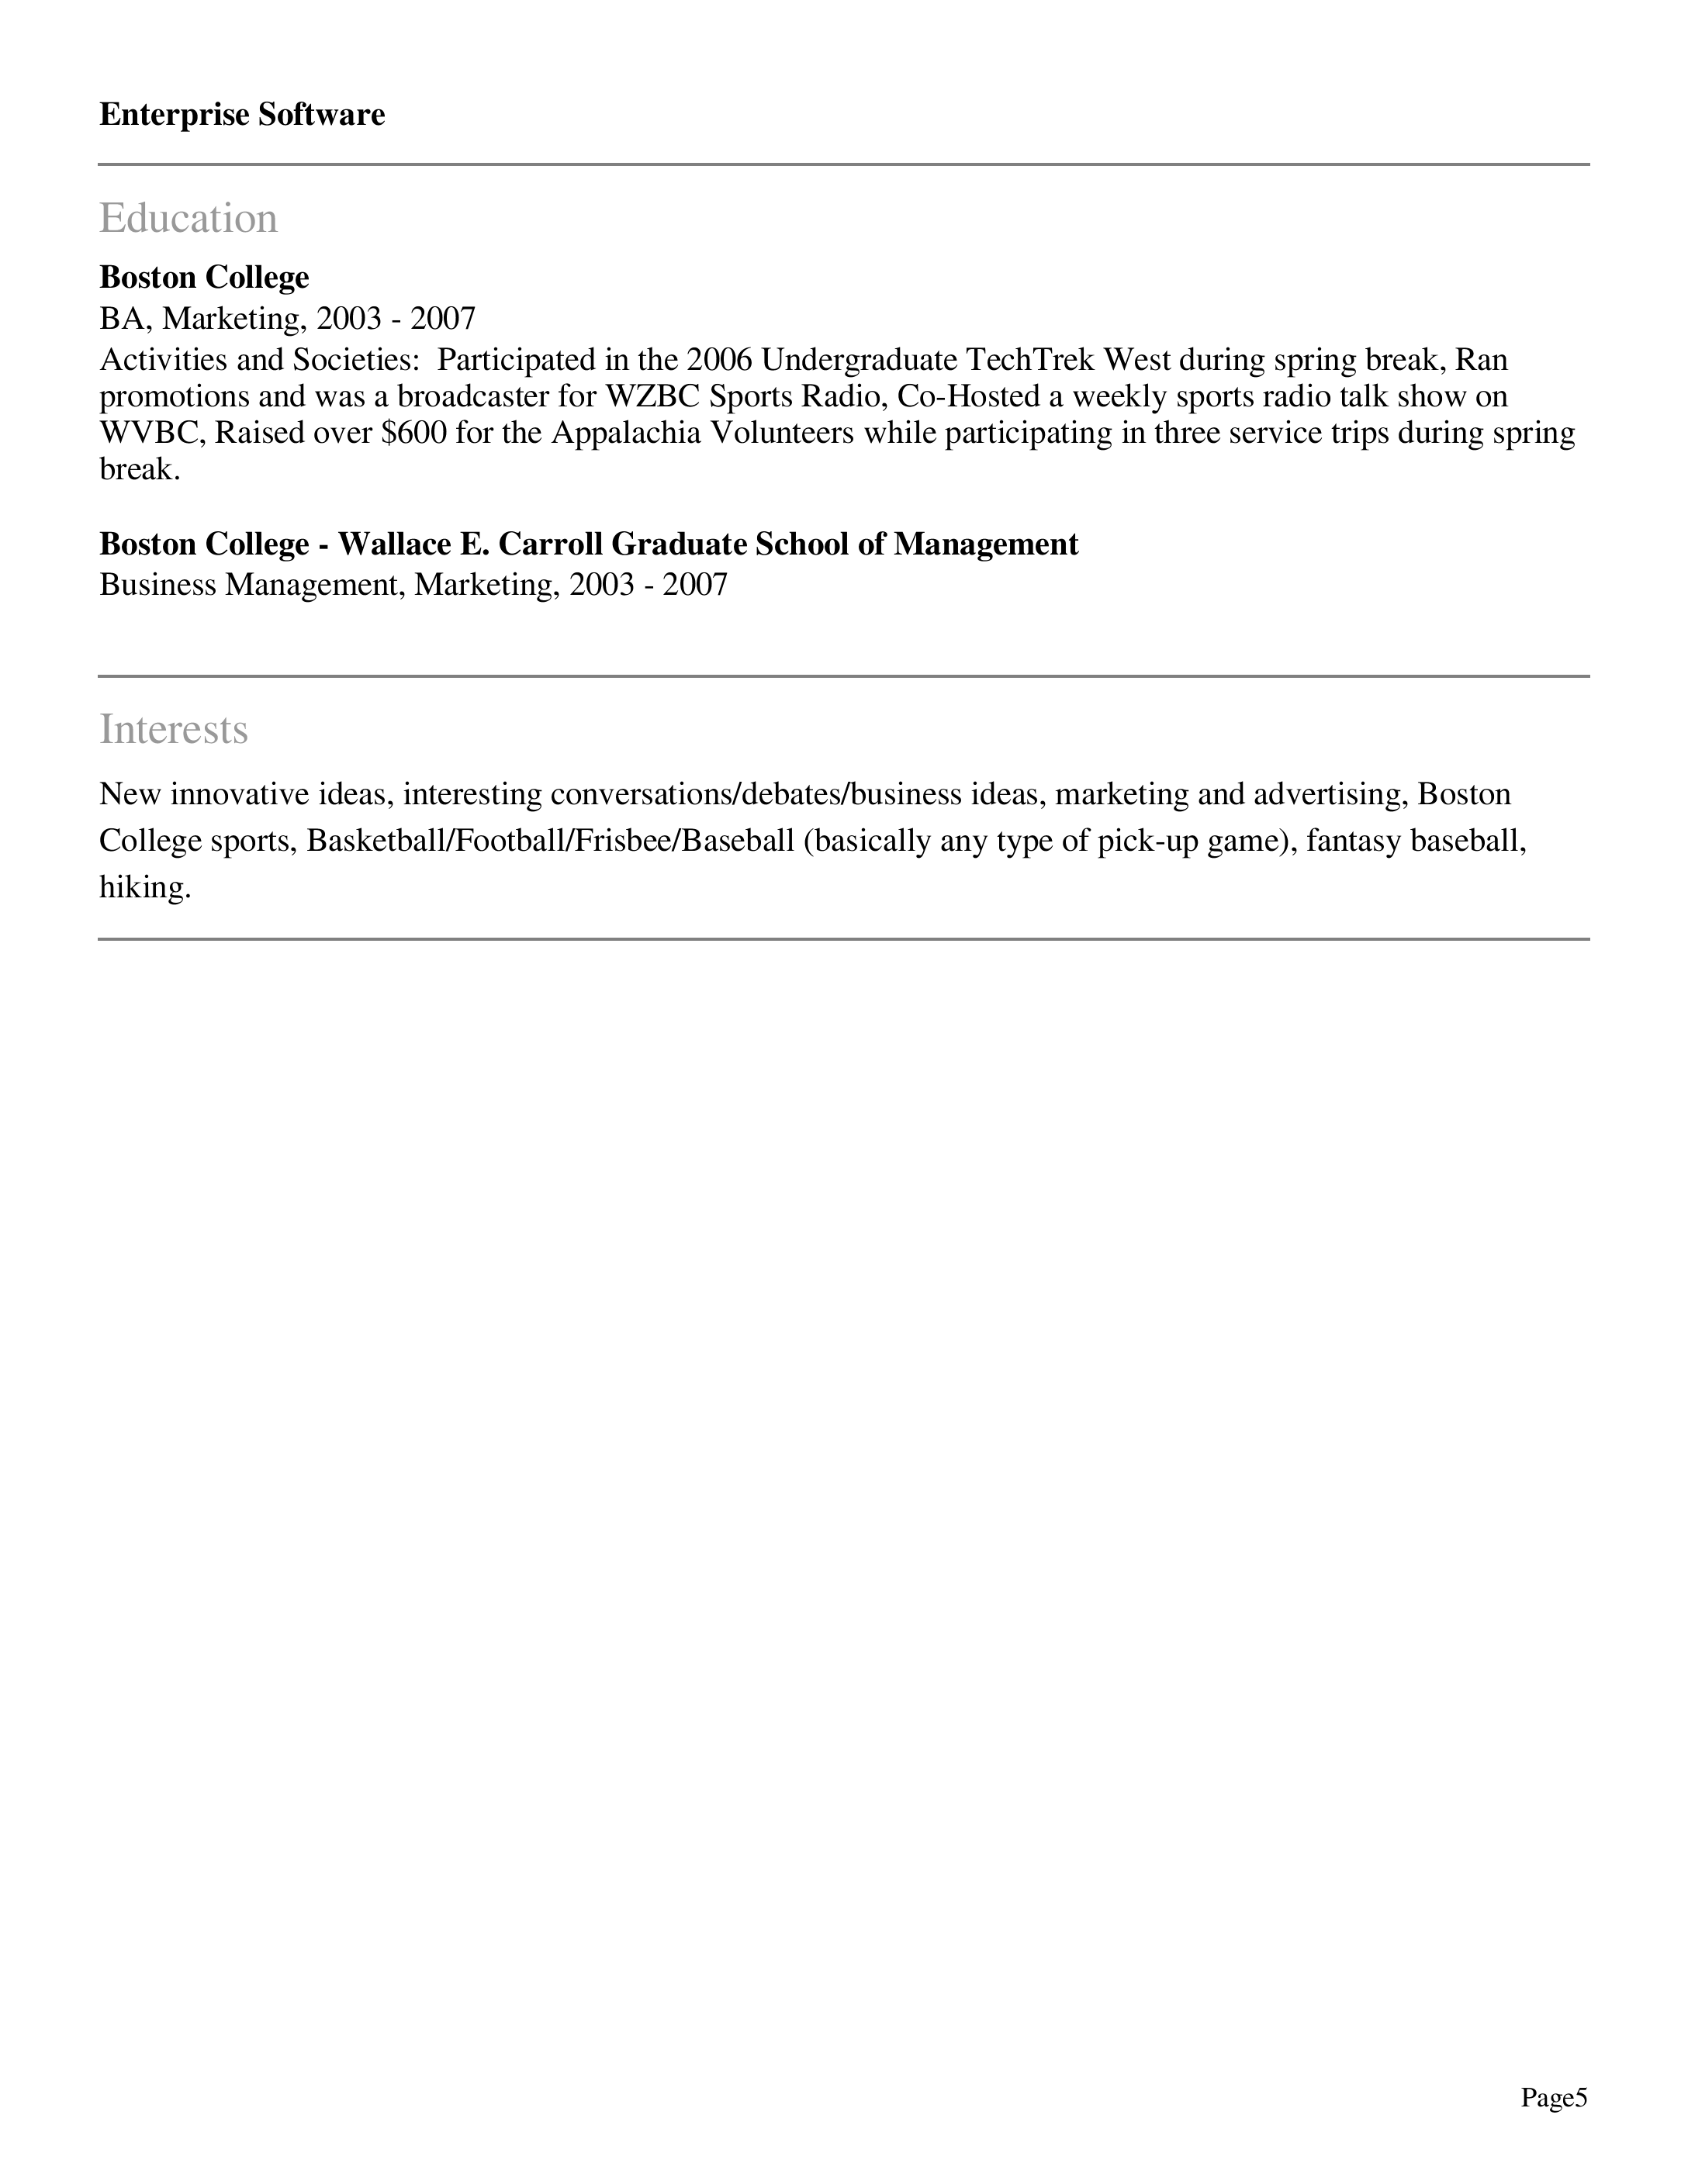 Enterprise Software
Education
Boston College
BA, Marketing, 2003 - 2007
Activities and Societies:  Participated in the 2006 Undergraduate TechTrek West during spring break, Ran
promotions and was a broadcaster for WZBC Sports Radio, Co-Hosted a weekly sports radio talk show on
WVBC, Raised over $600 for the Appalachia Volunteers while participating in three service trips during spring
break.
Boston College - Wallace E. Carroll Graduate School of Management
Business Management, Marketing, 2003 - 2007
Interests
New innovative ideas, interesting conversations/debates/business ideas, marketing and advertising, Boston
College sports, Basketball/Football/Frisbee/Baseball (basically any type of pick-up game), fantasy baseball,
hiking.
Page5